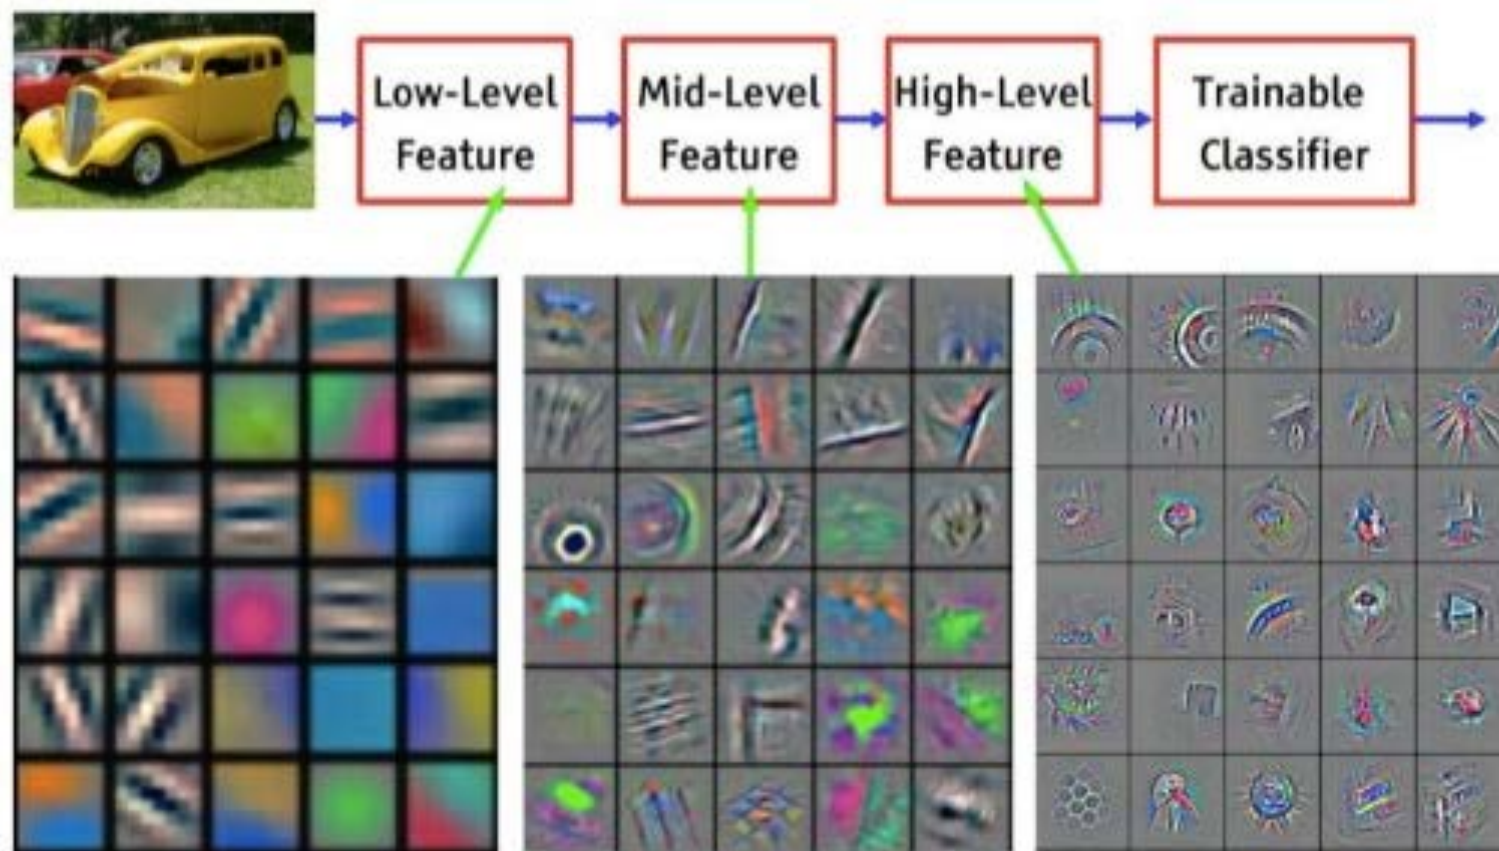 Low-Level
Feature
Mid-Level
Feature
High-Level
Feature
Trainable
Classifier